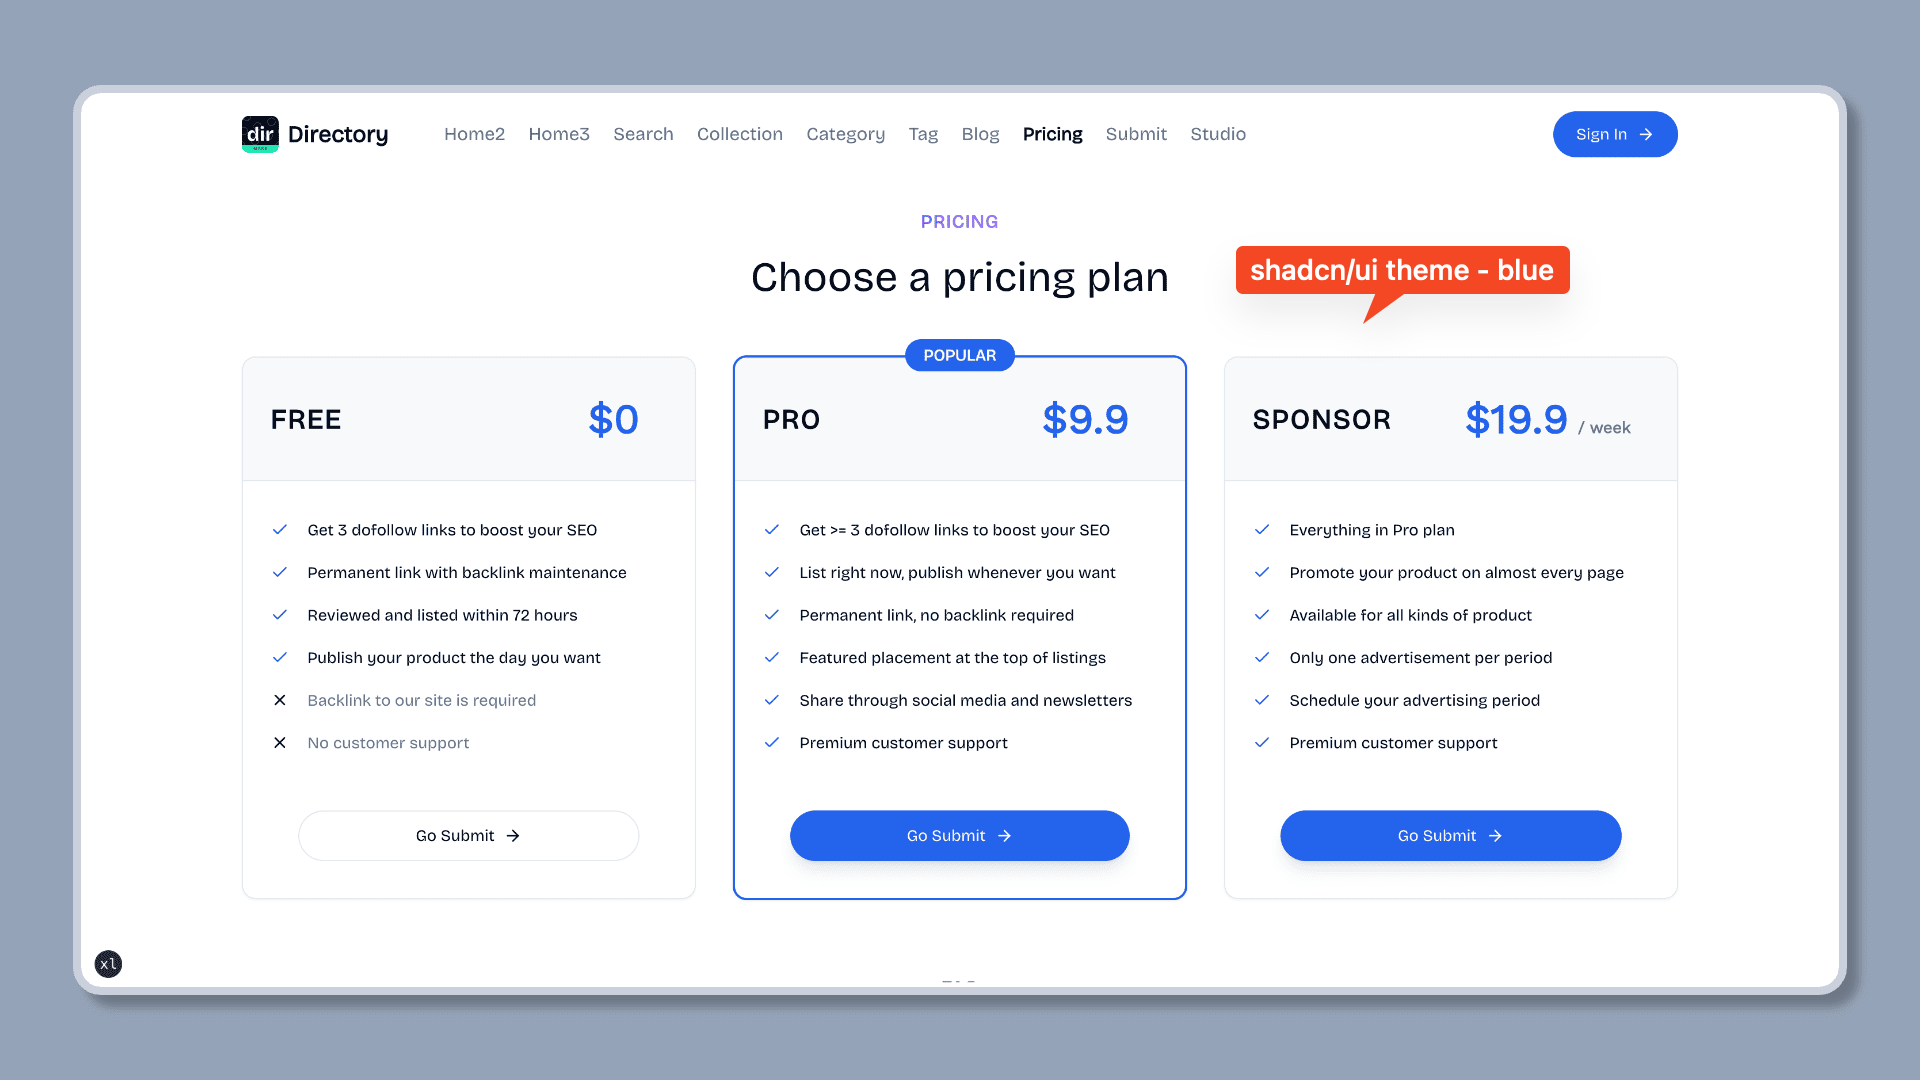 dir Directory Home2 Home3 Search Collection Category Tag Blog Pricing Submit Studio Sign In
PRICING
Choose a pricing plan
shadcn/ui theme - blue
POPULAR
FREE $0
Get 3 dofollow links to boost your SEO
Permanent link with backlink maintenance
Reviewed and listed within 72 hours
Publish your product the day you want
Backlink to our site is required
No customer support
Go Submit
PRO $9.9
Get >= 3 dofollow links to boost your SEO
List right now, publish whenever you want
Permanent link, no backlink required
Featured placement at the top of listings
Share through social media and newsletters
Premium customer support
Go Submit
SPONSOR $19.9 / week
Everything in Pro plan
Promote your product on almost every page
Available for all kinds of product
Only one advertisement per period
Schedule your advertising period
Premium customer support
Go Submit
xl